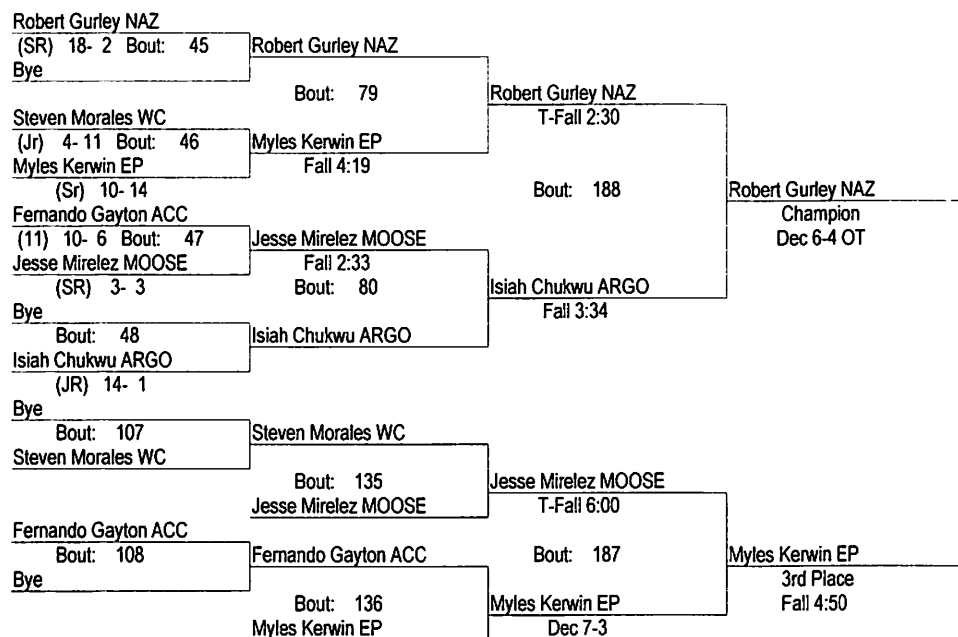 Robert Gurley NAZ
(SR) 18- 2 Bout: 45
Bye
Steven Morales WC
(Jr) 4- 11 Bout: 46
Myles Kerwin EP
(Sr) 10- 14
Fernando Gayton ACC
(11) 10- 6 Bout: 47
Jesse Mirelez MOOSE
(SR) 3- 3
Bye
Bout: 48
Isiah Chukwu ARGO
(JR) 14- 1
Bye
Bout: 107
Steven Morales WC
Fernando Gayton ACC
Bout: 108
Bye
Robert Gurley NAZ
Bout: 79
Myles Kerwin EP
Fall 4:19
Jesse Mirelez MOOSE
Fall 2:33
Bout: 80
Isiah Chukwu ARGO
Steven Morales WC
Bout: 135
Jesse Mirelez MOOSE
Fernando Gayton ACC
Bout: 136
Myles Kerwin EP
Robert Gurley NAZ
T-Fall 2:30
Bout: 188
Isiah Chukwu ARGO
Fall 3:34
Jesse Mirelez MOOSE
T-Fall 6:00
Bout: 187
Myles Kerwin EP
Dec 7-3
Robert Gurley NAZ
Champion
Dec 6-4 OT
Myles Kerwin EP
3rd Place
Fall 4:50